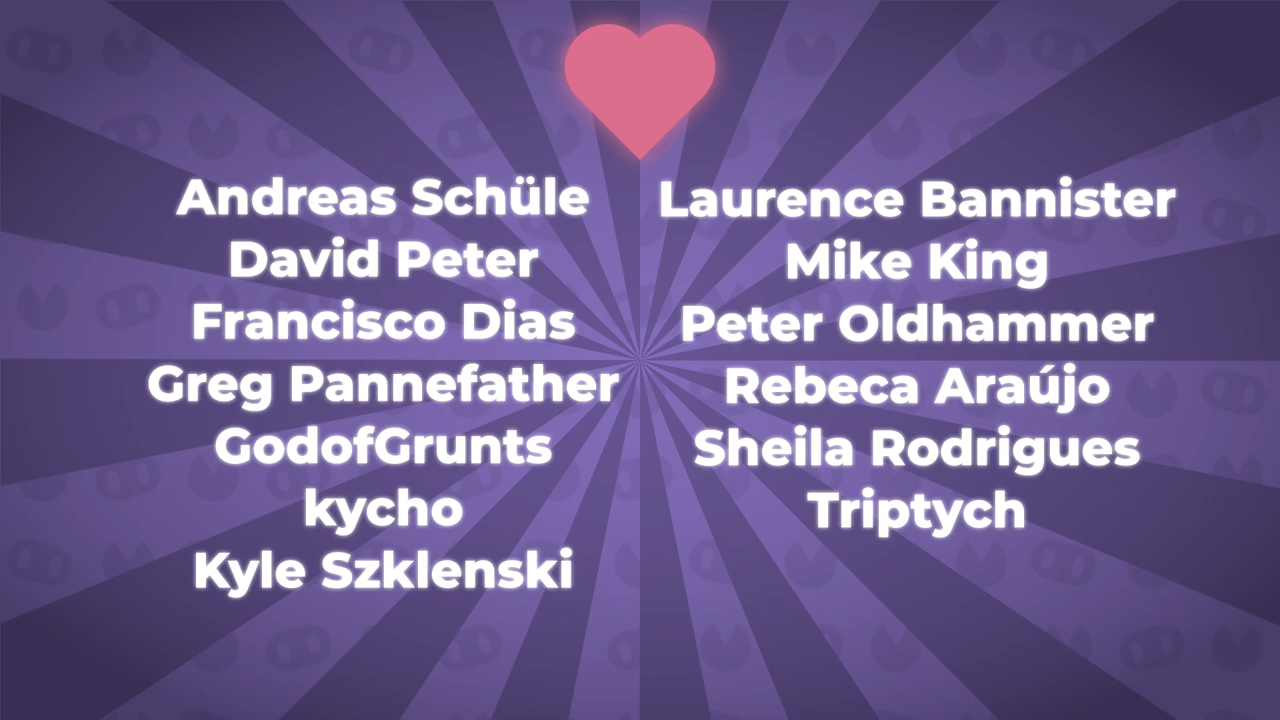 Andreas Schüle
David Peter
Francisco Dias
Greg Pannefather
GodofGrunts
kycho
Kyle Szklenski
Laurence Bannister
Mike King
Peter Oldhammer
Rebeca Araújo
Sheila Rodrigues
Triptych